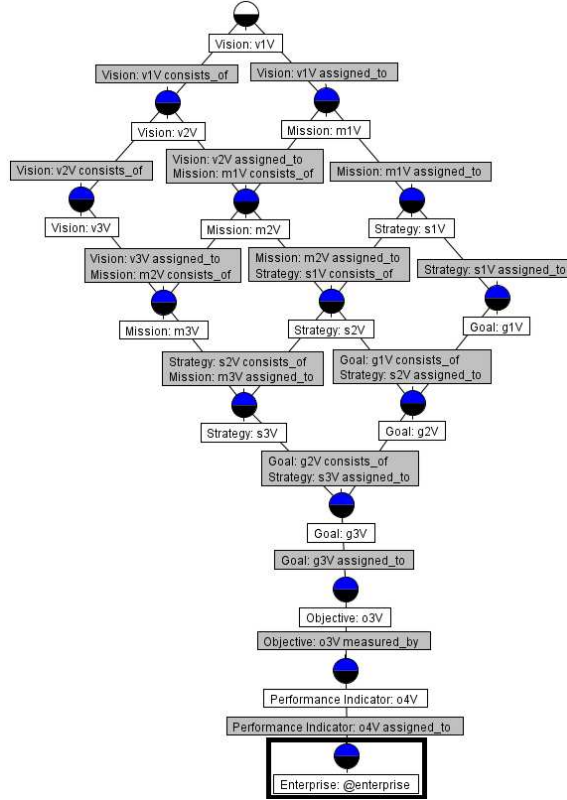 Vision: v1V
Vision: v1V consists_of
Vision: v1V assigned_to
Vision: v2V
Mission: m1V
Vision: v2V consists_of
Vision: v2V assigned_to
Mission: m1V consists_of
Mission: m1V assigned_to
Vision: v3V
Mission: m2V
Strategy: s1V
Vision: v3V assigned_to
Mission: m2V consists_of
Mission: m2V assigned_to
Strategy: s1V consists_of
Strategy: s1V assigned_to
Mission: m3V
Strategy: s2V
Goal: g1V
Strategy: s2V consists_of
Mission: m3V assigned_to
Goal: g1V consists_of
Strategy: s2V assigned_to
Strategy: s3V
Goal: g2V
Goal: g2V consists_of
Strategy: s3V assigned_to
Goal: g3V
Goal: g3V assigned_to
Objective: o3V
Objective: o3V measured_by
Performance Indicator: o4V
Performance Indicator: o4V assigned_to
Enterprise: @enterprise